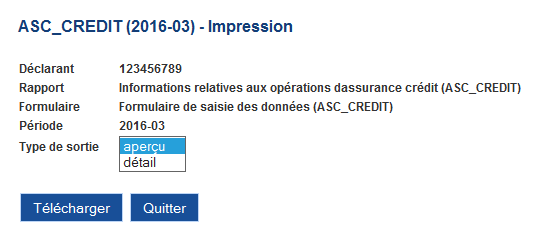 ASC_CREDIT (2016-03) - Impression
Déclarant 123456789
Rapport Informations relatives aux opérations dassurance crédit (ASC_CREDIT)
Formulaire Formulaire de saisie des données (ASC_CREDIT)
Période 2016-03
Type de sortie aperçu
détail
Télécharger Quitter